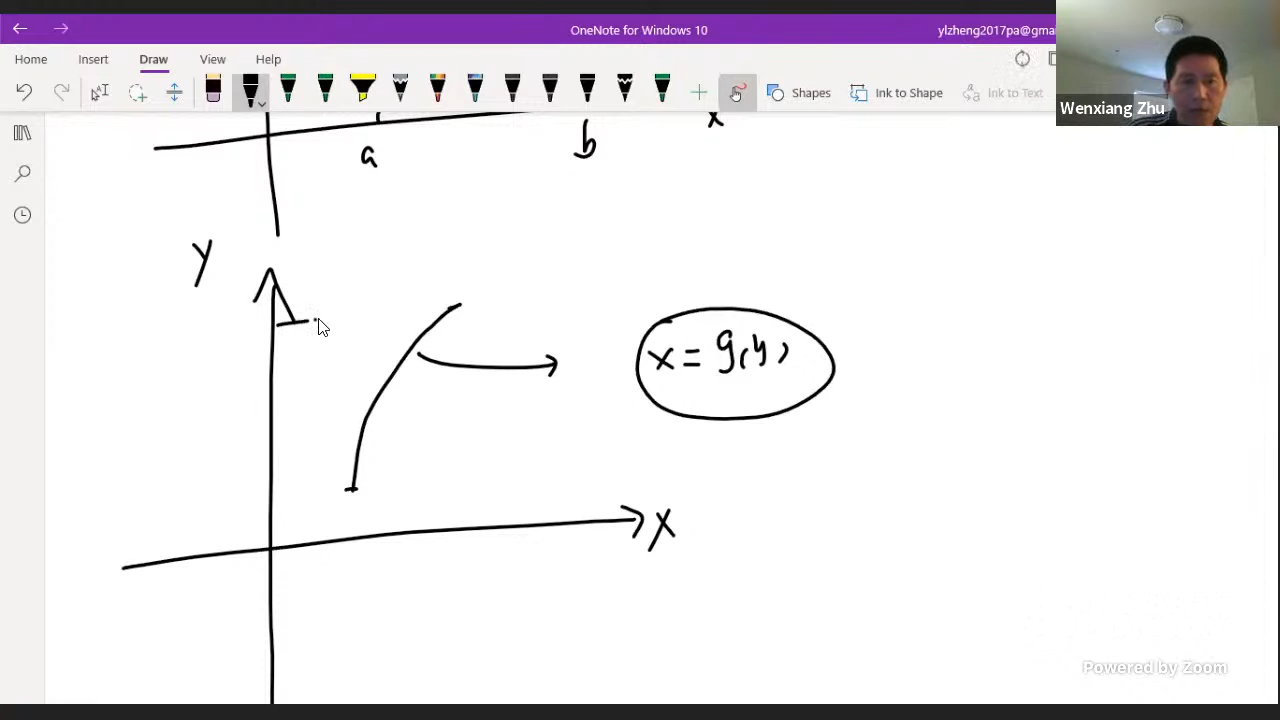 OneNote for Windows 10
ylzheng2017pa@gma
Home Insert Draw View Help
Shapes Ink to Shape Ink to Text
Wenxiang Zhu
a b x
y
x = g(y)
x
Powered by Zoom